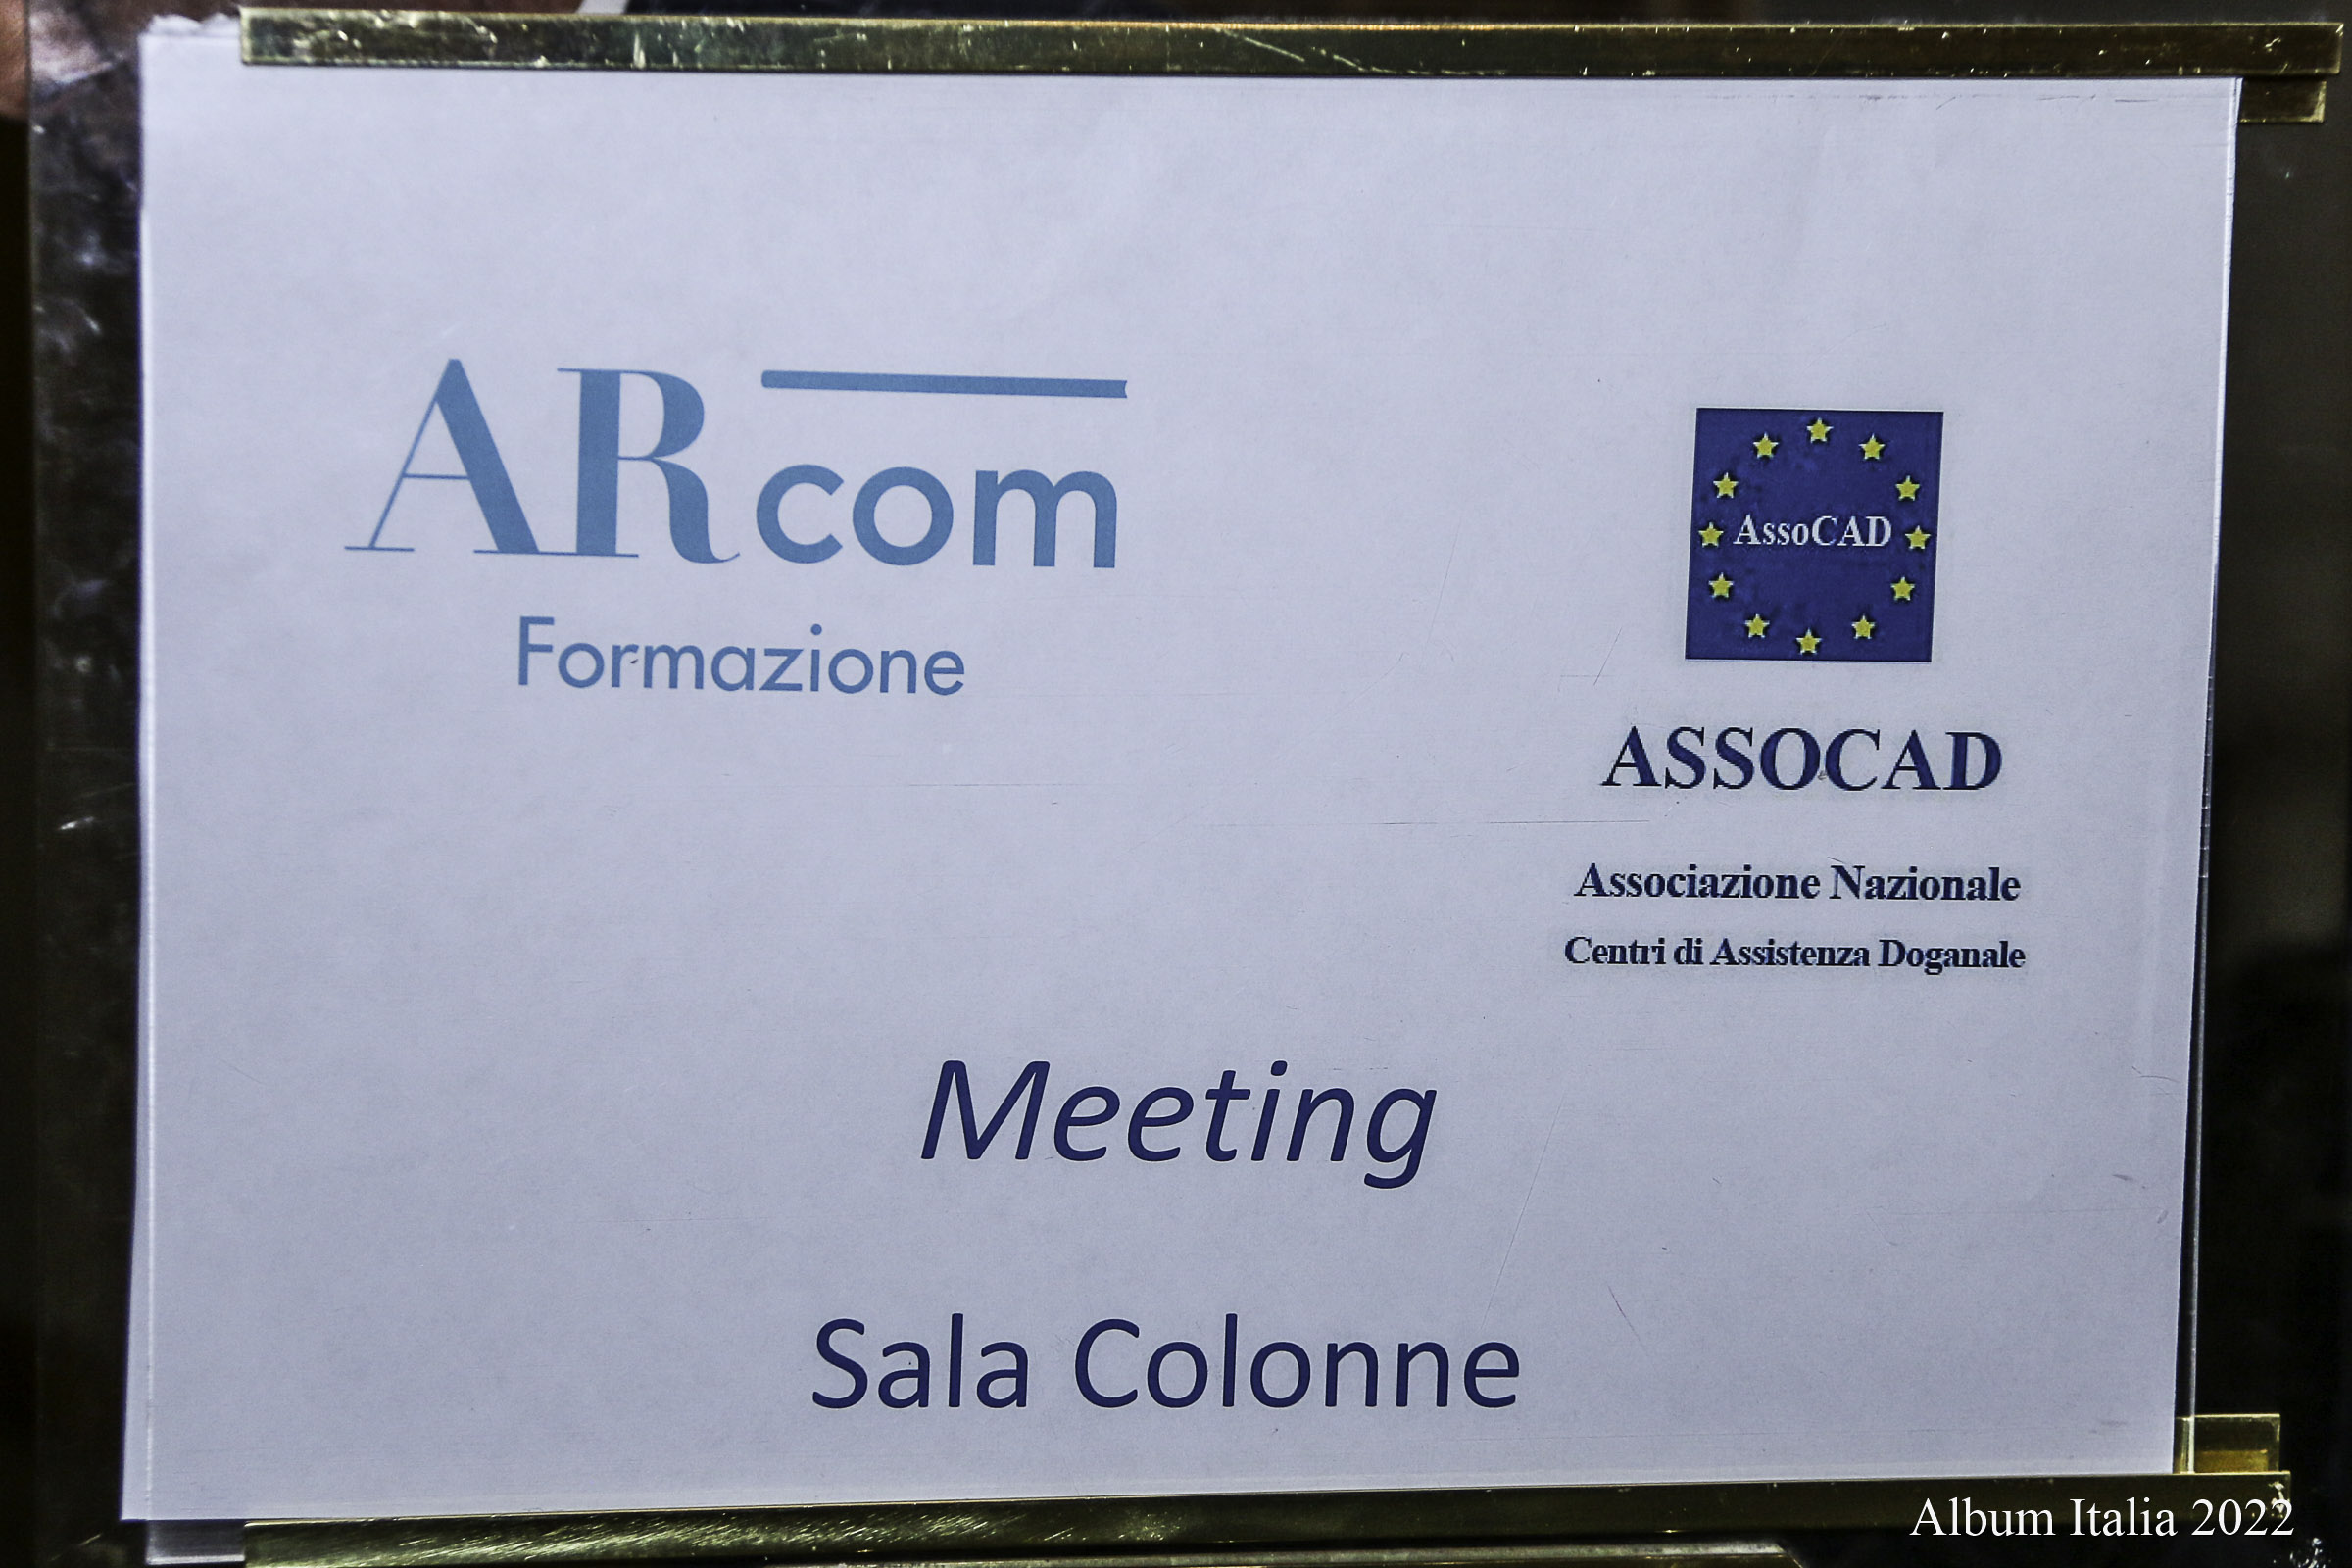 ARcom
Formazione
AssoCAD
ASSOCAD
Associazione Nazionale
Centri di Assistenza Doganale
Meeting
Sala Colonne
Album Italia 2022